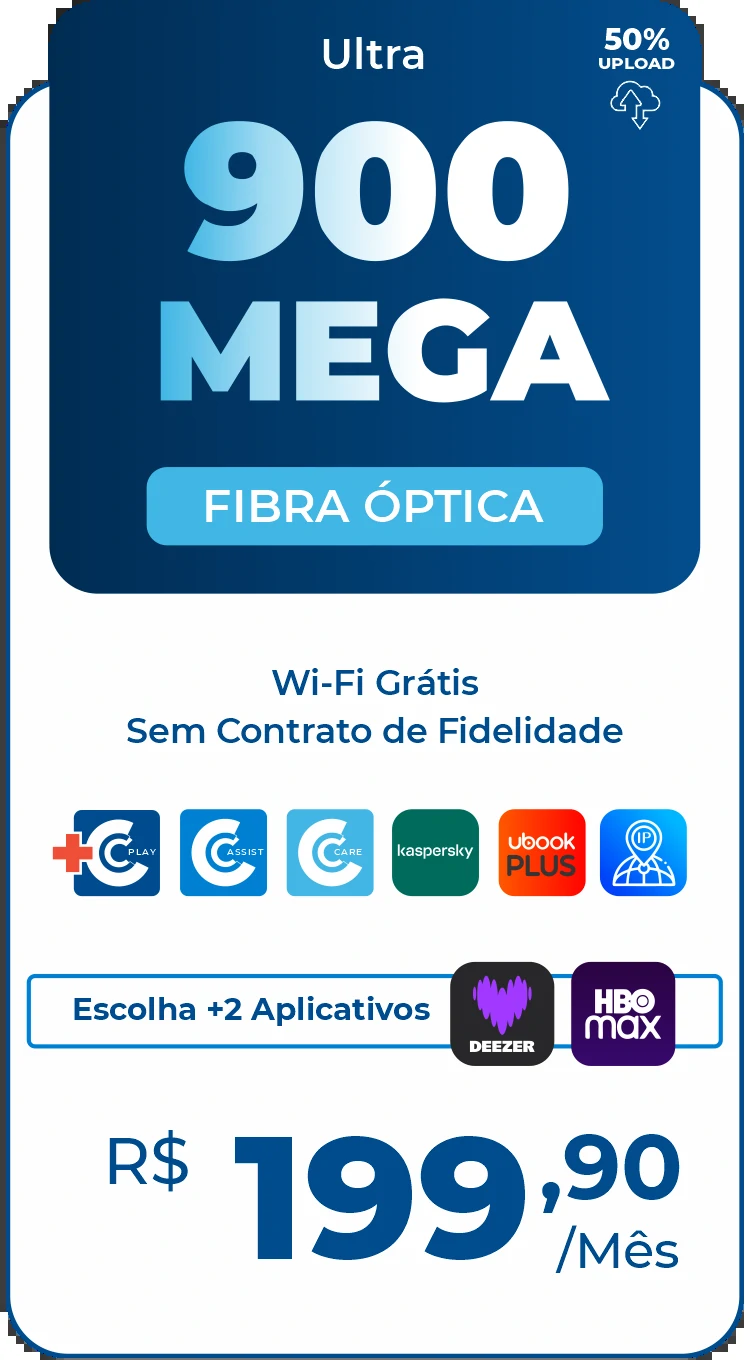 Ultra
50%
UPLOAD
900
MEGA
FIBRA ÓPTICA
Wi-Fi Grátis
Sem Contrato de Fidelidade
PLAY
ASSIST
CARE
kaspersky
ubook
PLUS
IP
Escolha +2 Aplicativos
DEEZER
HBO
max
R$ 199,90
/Mês